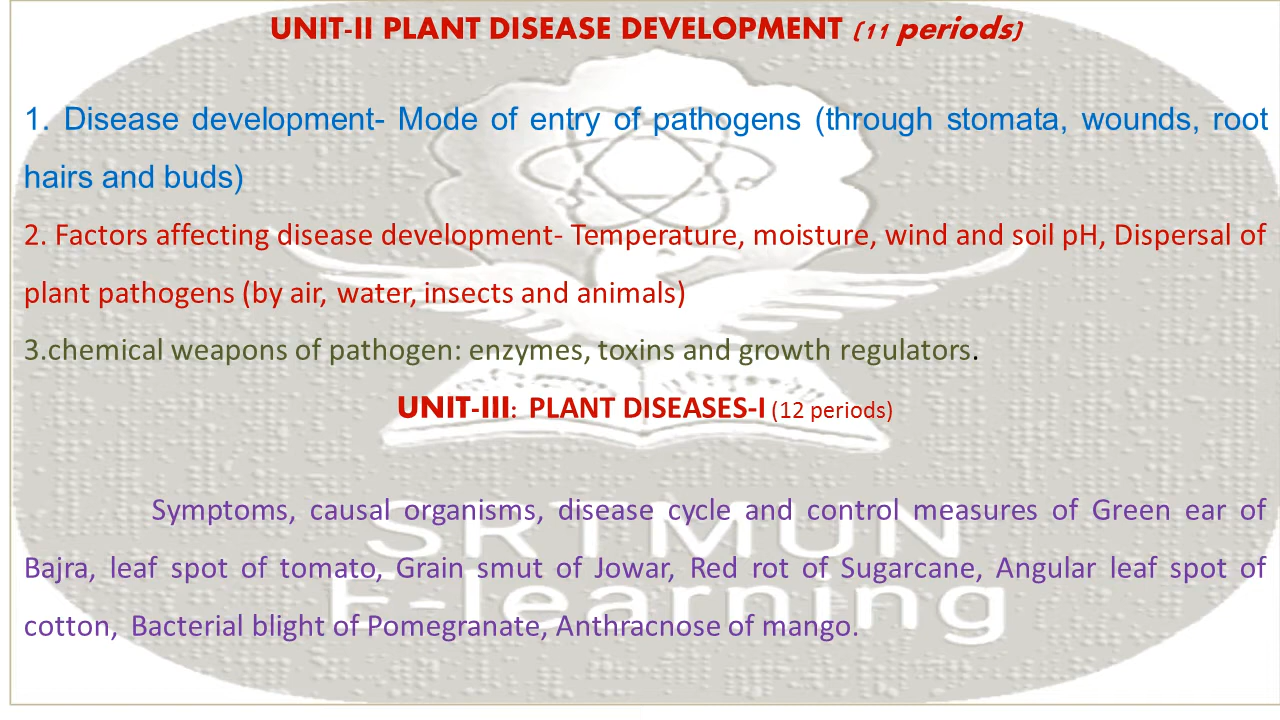 UNIT-II PLANT DISEASE DEVELOPMENT (11 periods)
1. Disease development- Mode of entry of pathogens (through stomata, wounds, root
hairs and buds)
2. Factors affecting disease development- Temperature, moisture, wind and soil pH, Dispersal of
plant pathogens (by air, water, insects and animals)
3.chemical weapons of pathogen: enzymes, toxins and growth regulators.
UNIT-III: PLANT DISEASES-I (12 periods)
Symptoms, causal organisms, disease cycle and control measures of Green ear of
Bajra, leaf spot of tomato, Grain smut of Jowar, Red rot of Sugarcane, Angular leaf spot of
cotton, Bacterial blight of Pomegranate, Anthracnose of mango.
SRTMUN
E-learning